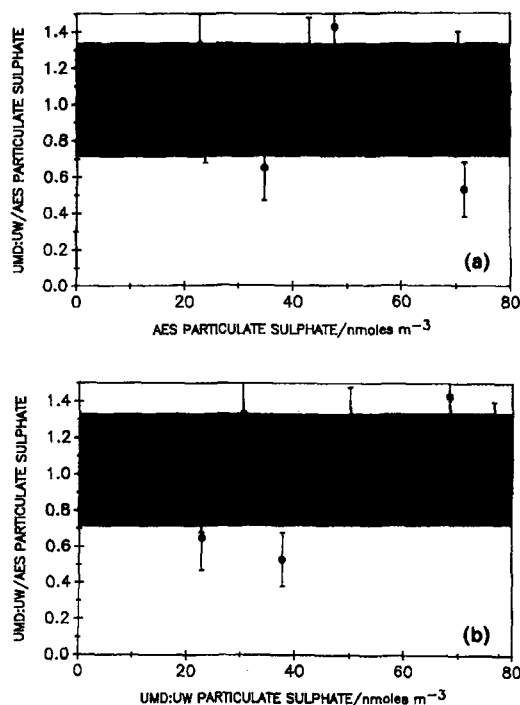 UMD:UW/AES PARTICULATE SULPHATE
1.4
1.2
1.0
0.8
0.6
0.4
0.2
0.0
(a)
0 20 40 60 80
AES PARTICULATE SULPHATE/nmoles m⁻³
UMD:UW/AES PARTICULATE SULPHATE
1.4
1.2
1.0
0.8
0.6
0.4
0.2
0.0
(b)
0 20 40 60 80
UMD:UW PARTICULATE SULPHATE/nmoles m⁻³